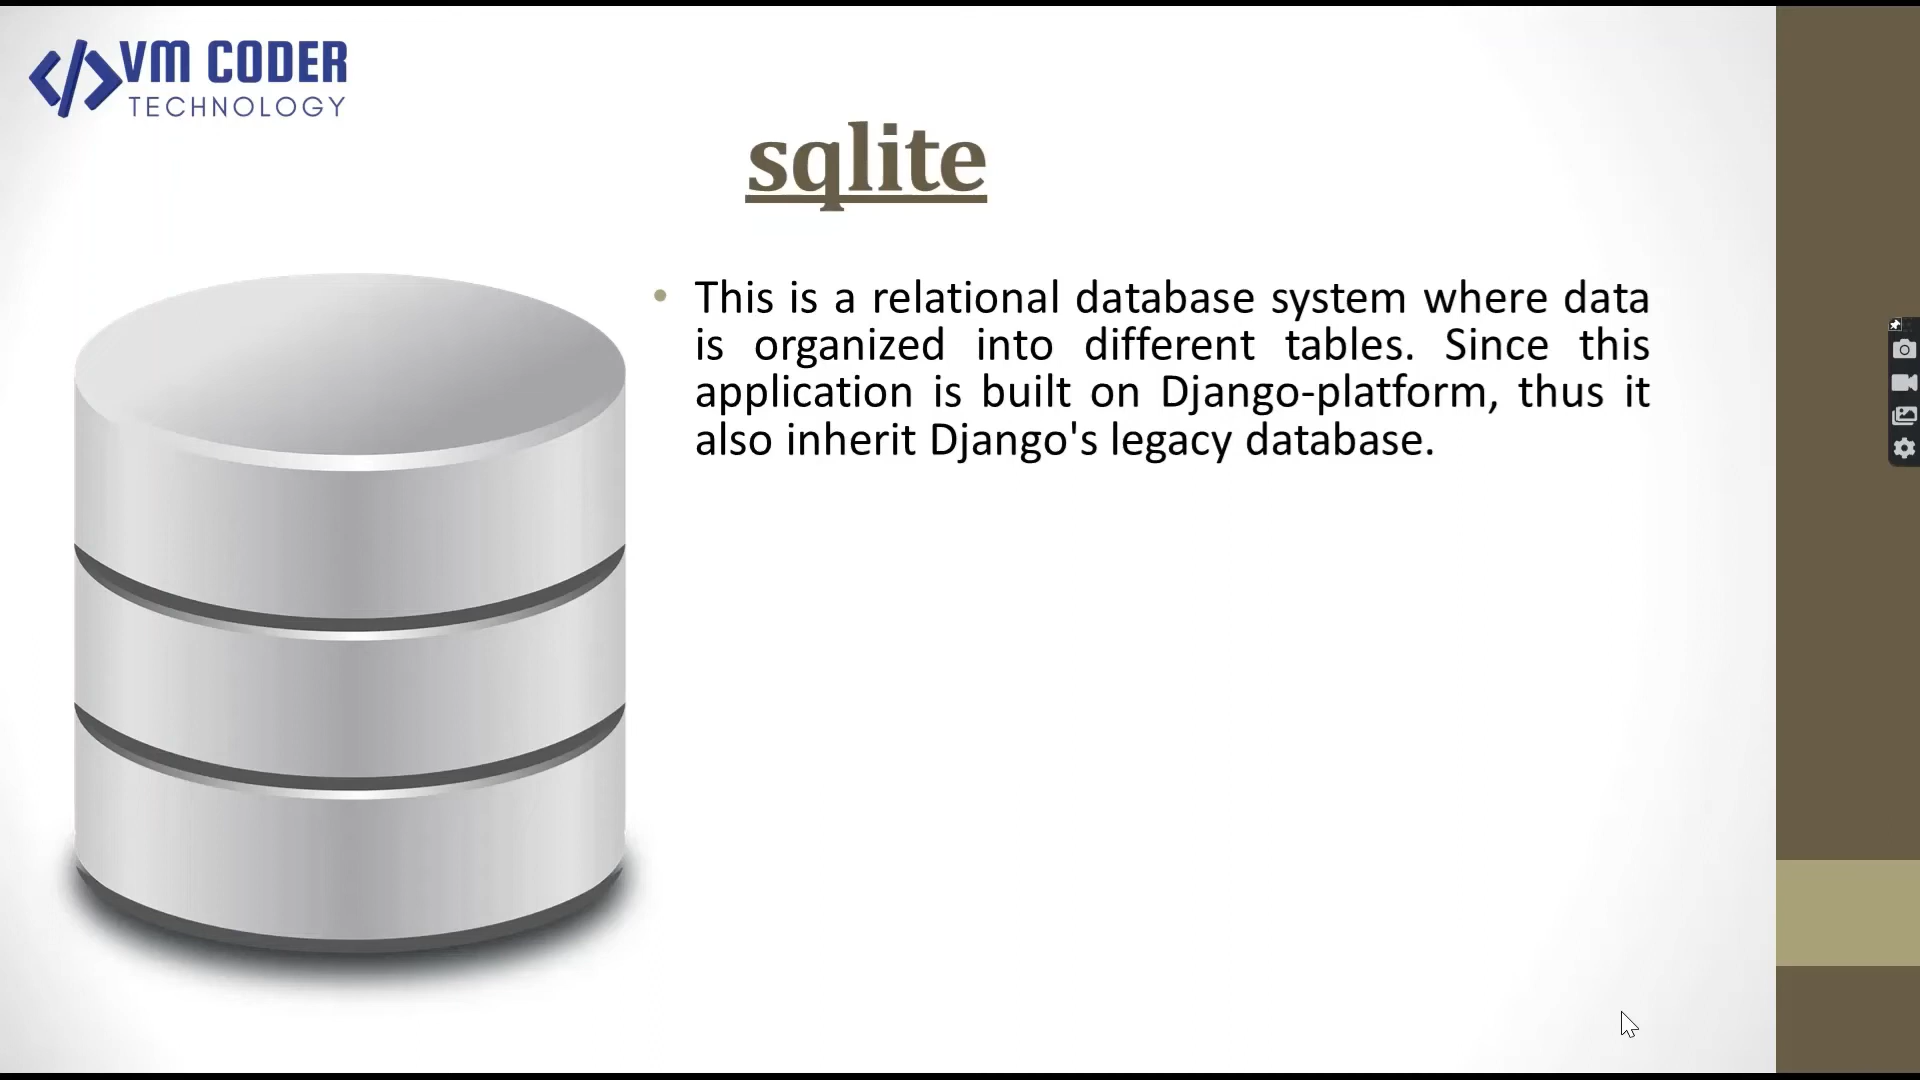 VM CODER
TECHNOLOGY
sqlite
• This is a relational database system where data
is organized into different tables. Since this
application is built on Django-platform, thus it
also inherit Django's legacy database.